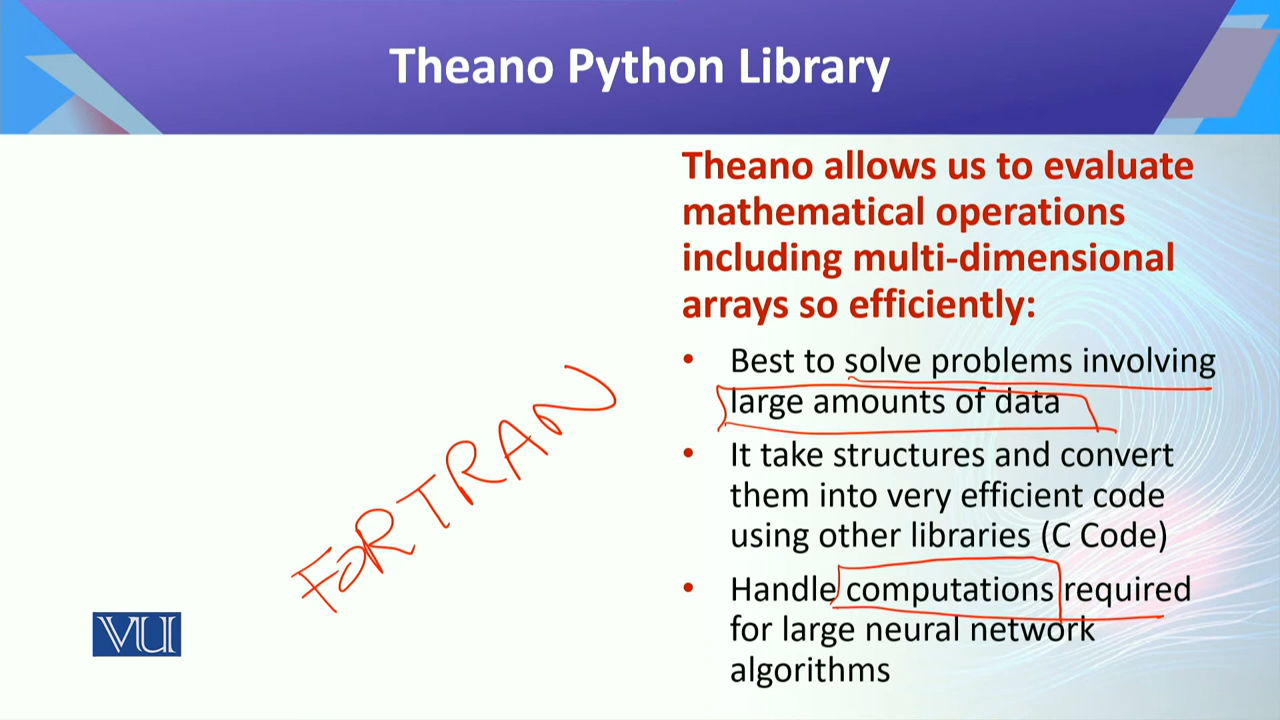 Theano Python Library
Theano allows us to evaluate
mathematical operations
including multi-dimensional
arrays so efficiently:
• Best to solve problems involving
large amounts of data
• It take structures and convert
them into very efficient code
using other libraries (C Code)
• Handle computations required
for large neural network
algorithms
FORTRAN
VU